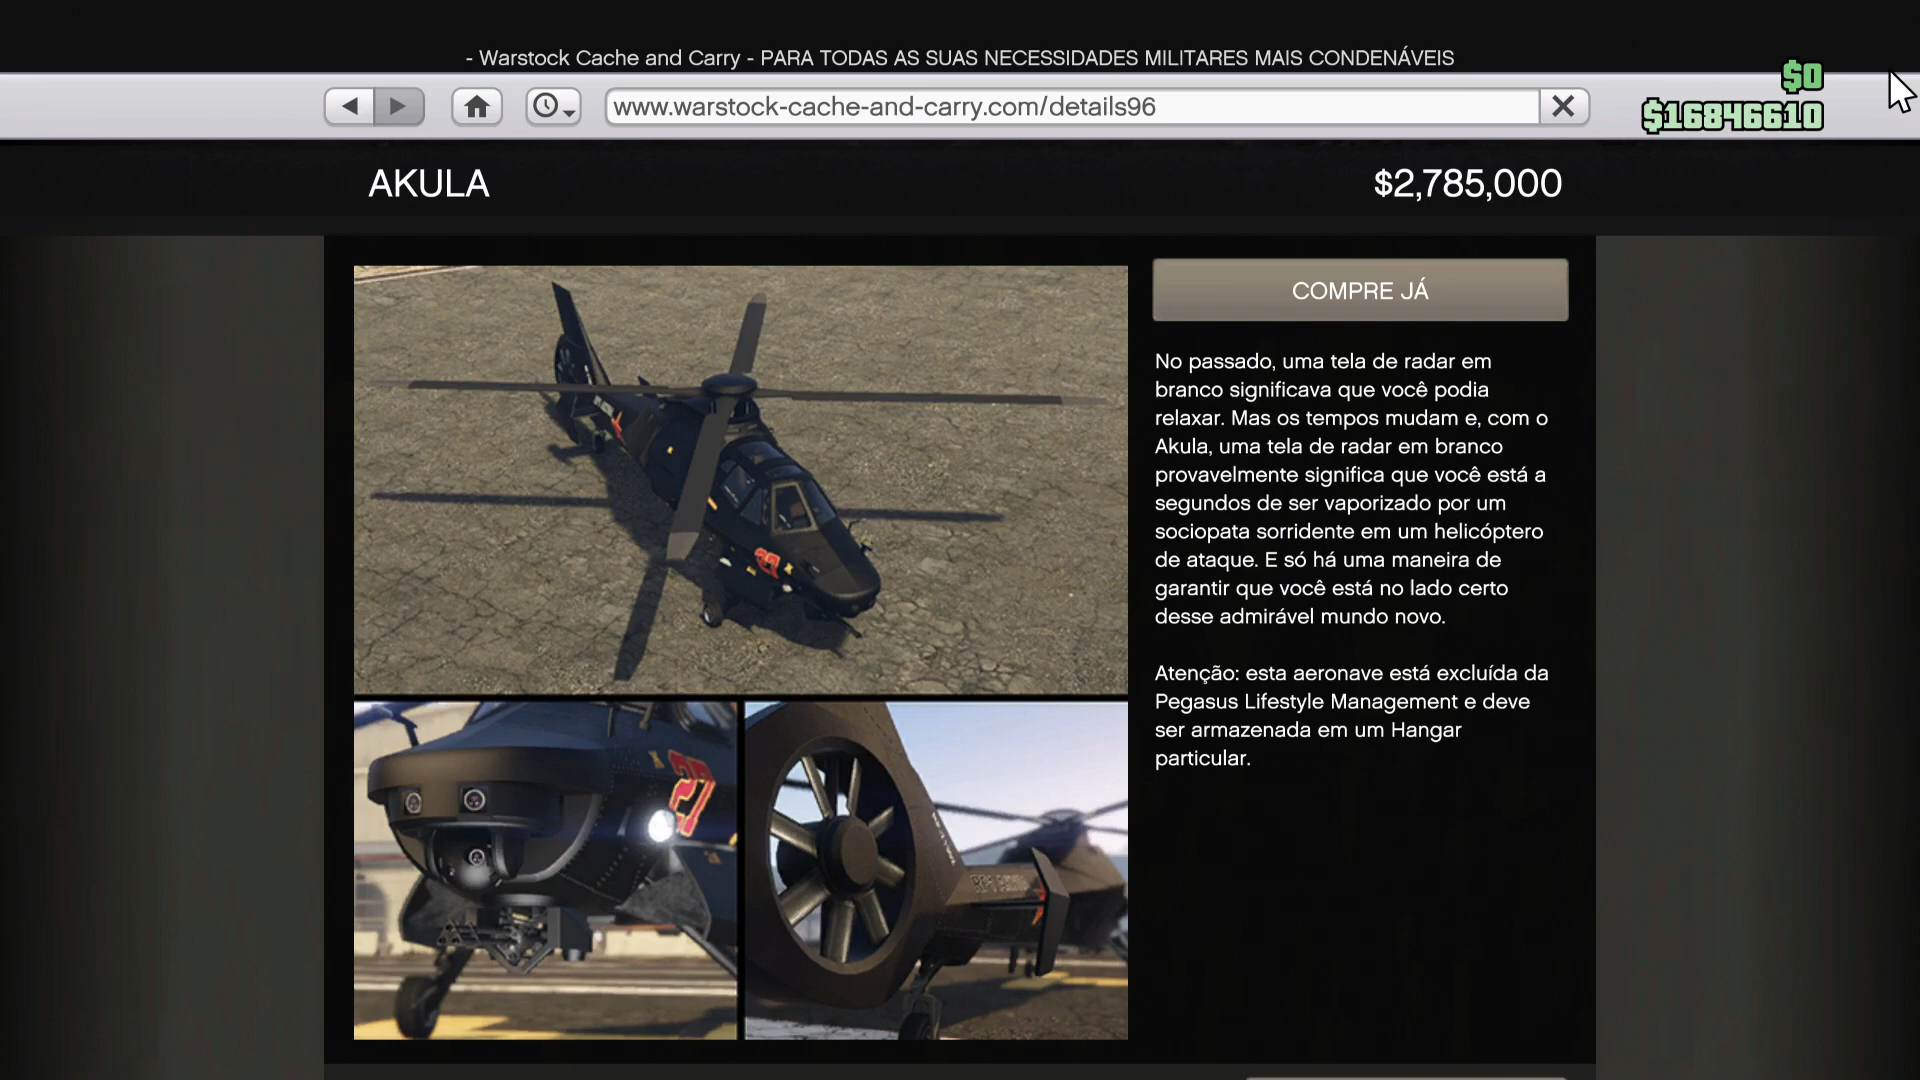 - Warstock Cache and Carry - PARA TODAS AS SUAS NECESSIDADES MILITARES MAIS CONDENÁVEIS
$0
www.warstock-cache-and-carry.com/details96
$16846610
AKULA
$2,785,000
COMPRE JÁ
No passado, uma tela de radar em
branco significava que você podia
relaxar. Mas os tempos mudam e, com o
Akula, uma tela de radar em branco
provavelmente significa que você está a
segundos de ser vaporizado por um
sociopata sorridente em um helicóptero
de ataque. E só há uma maneira de
garantir que você está no lado certo
desse admirável mundo novo.
Atenção: esta aeronave está excluída da
Pegasus Lifestyle Management e deve
ser armazenada em um Hangar
particular.
27
27